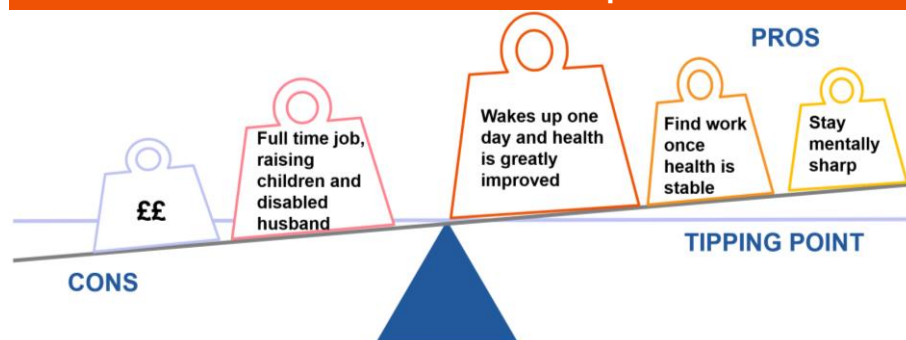 PROS
Wakes up one
day and health
is greatly
improved
Find work
once
health is
stable
Stay
mentally
sharp
Full time job,
raising
children and
disabled
husband
££
TIPPING POINT
CONS